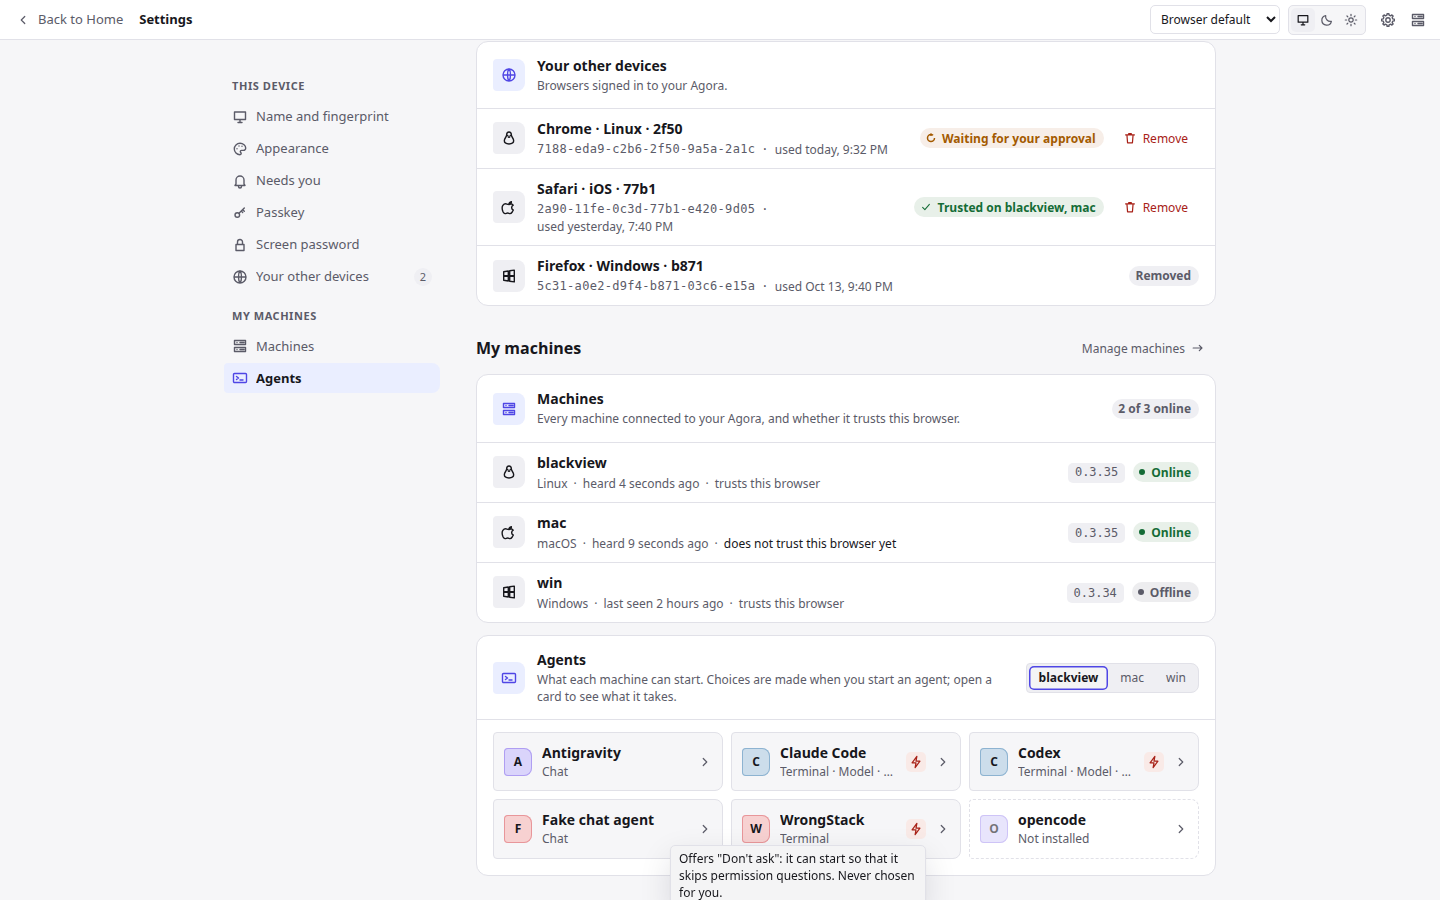 Back to Home
Settings
Browser default
THIS DEVICE
Name and fingerprint
Appearance
Needs you
Passkey
Screen password
Your other devices 2
MY MACHINES
Machines
Agents
Your other devices
Browsers signed in to your Agora.
Chrome · Linux · 2f50
7188-eda9-c2b6-2f50-9a5a-2a1c · used today, 9:32 PM
Waiting for your approval
Remove
Safari · iOS · 77b1
2a90-11fe-0c3d-77b1-e420-9d05 ·
used yesterday, 7:40 PM
Trusted on blackview, mac
Remove
Firefox · Windows · b871
5c31-a0e2-d9f4-b871-03c6-e15a · used Oct 13, 9:40 PM
Removed
My machines
Manage machines
Machines
Every machine connected to your Agora, and whether it trusts this browser.
2 of 3 online
blackview
Linux · heard 4 seconds ago · trusts this browser
0.3.35
Online
mac
macOS · heard 9 seconds ago · does not trust this browser yet
0.3.35
Online
win
Windows · last seen 2 hours ago · trusts this browser
0.3.34
Offline
Agents
What each machine can start. Choices are made when you start an agent; open a
card to see what it takes.
blackview mac win
A
Antigravity
Chat
C
Claude Code
Terminal · Model · ...
C
Codex
Terminal · Model · ...
F
Fake chat agent
Chat
W
WrongStack
Terminal
O
opencode
Not installed
Offers "Don't ask": it can start so that it
skips permission questions. Never chosen
for you.